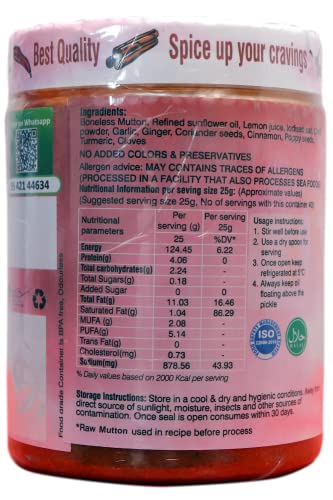 Best Quality
Spice up your cravings
Whatsapp
421 44634
Ingredients:
Boneless Mutton, Refined sunflower oil, Lemon juice, Iodised salt,
powder, Garlic, Ginger, Coriander seeds, Cinnamon, Poppy seeds,
Turmeric, Cloves
NO ADDED COLORS & PRESERVATIVES
Allergen advice: MAY CONTAINS TRACES OF ALLERGENS
(PROCESSED IN A FACILITY THAT ALSO PROCESSES SEA FOOD
Nutritional Information per serving size 25g: (Approximate values)
(Suggested serving size 25g, No of servings with this container 40)
Nutritional parameters Per serving (g) Per serving 25g
25 %DV*
Energy 124.45 6.22
Protein(g) 4.06 0
Total carbohydrates(g) 2.24 -
Total Sugars(g) 0.18 -
Added Sugar 0 0
Total Fat(g) 11.03 16.46
Saturated Fat(g) 1.04 86.29
MUFA (g) 2.08 -
PUFA(g) 5.14 -
Trans Fat(g) 0 -
Cholesterol(mg) 0.73 -
Sodium(mg) 878.56 43.93
% Daily values based on 2000 Kcal per serving
Usage instructions:
1: Stir well before use
2: Use a dry spoon for
serving
3: Once open keep
refrigerated at 5°C
4: Always keep oil
floating above the
pickle
ISO
HALAL
حلال
Food grade Container is BPA free, Odourless
Storage Instructions: Store in a cool & dry and hygienic conditions. Away from
direct source of sunlight, moisture, insects and other sources of
contamination. Once seal is open consumes within 30 days.
*Raw Mutton used in recipe before process